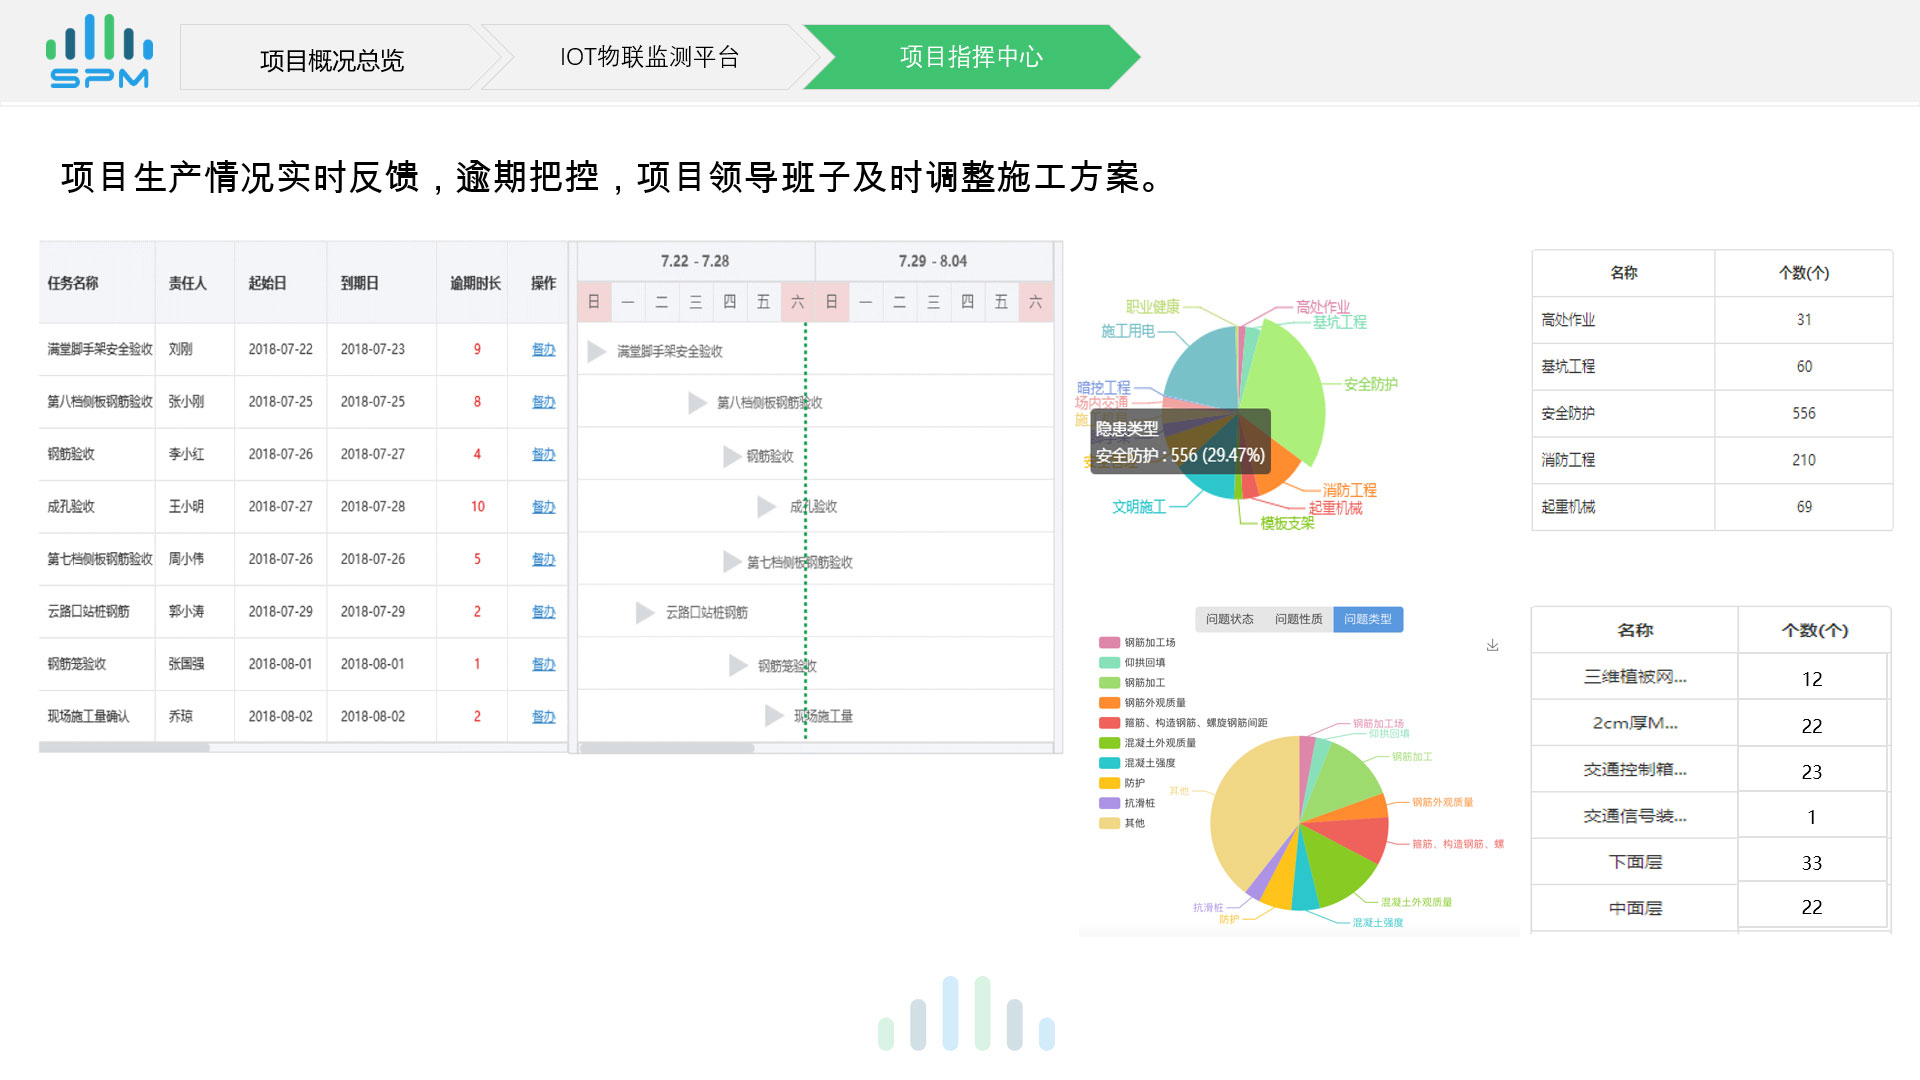 SPM
项目概况总览
IOT物联监测平台
项目指挥中心
项目生产情况实时反馈，逾期把控，项目领导班子及时调整施工方案。
任务名称 责任人 起始日 到期日 逾期时长 操作
满堂脚手架安全验收 刘刚 2018-07-22 2018-07-23 9 督办
第八档侧板钢筋验收 张小刚 2018-07-25 2018-07-25 8 督办
钢筋验收 李小红 2018-07-26 2018-07-27 4 督办
成孔验收 王小明 2018-07-27 2018-07-28 10 督办
第七档侧板钢筋验收 周小伟 2018-07-26 2018-07-26 5 督办
云路口站桩钢筋 郭小涛 2018-07-29 2018-07-29 2 督办
钢筋笼验收 张国强 2018-08-01 2018-08-01 1 督办
现场施工量确认 乔琼 2018-08-02 2018-08-02 2 督办
7.22 - 7.28 7.29 - 8.04
日 一 二 三 四 五 六 日 一 二 三 四 五 六
满堂脚手架安全验收
第八档侧板钢筋验收
钢筋验收
成孔验收
第七档侧板钢筋验收
云路口站桩钢筋
钢筋笼验收
现场施工量
职业健康
高处作业
基坑工程
施工用电
安全防护
暗挖工程
场内交通
隐患类型
安全防护 : 556 (29.47%)
消防工程
文明施工
起重机械
模板支架
名称 个数(个)
高处作业 31
基坑工程 60
安全防护 556
消防工程 210
起重机械 69
问题状态 问题性质 问题类型
钢筋加工场
仰拱回填
钢筋加工
钢筋外观质量
箍筋、构造钢筋、螺旋钢筋间距
混凝土外观质量
混凝土强度
防护
抗滑桩
其他
钢筋加工场
仰拱回填
钢筋加工
其他
钢筋外观质量
箍筋、构造钢筋、螺
混凝土外观质量
抗滑桩
防护
混凝土强度
名称 个数(个)
三维植被网... 12
2cm厚M... 22
交通控制箱... 23
交通信号装... 1
下面层 33
中面层 22